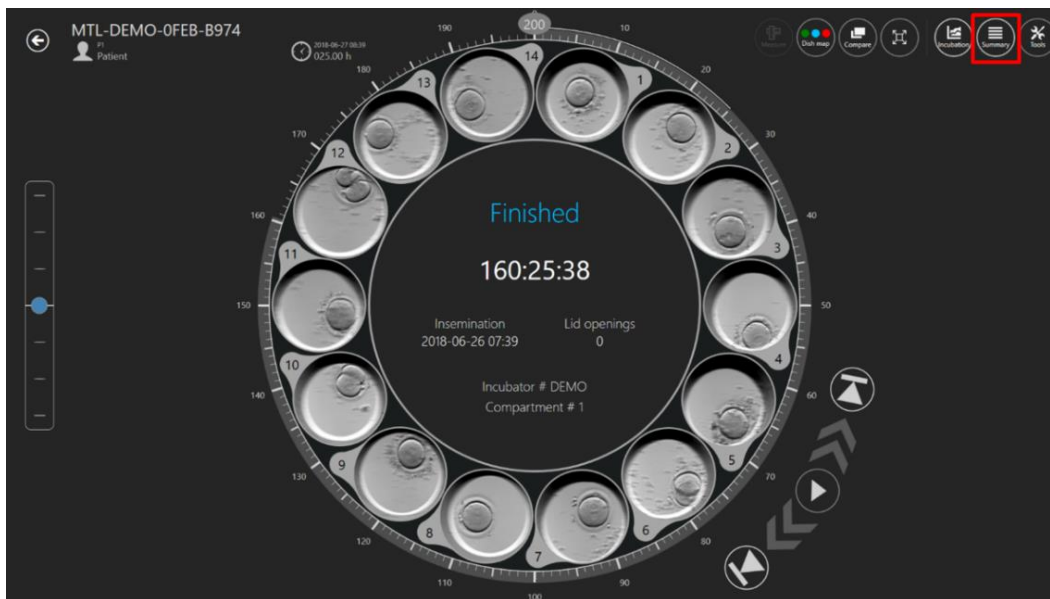 MTL-DEMO-0FEB-B974
P1
Patient
2018-06-27 08:39
025.00 h
Measure
Dish map
Compare
Incubation
Summary
Tools
200
10
20
30
40
50
60
70
80
90
100
110
120
130
140
150
160
170
180
190
1
2
3
4
5
6
7
8
9
10
11
12
13
14
Finished
160:25:38
Insemination Lid openings
2018-06-26 07:39 0
Incubator # DEMO
Compartment # 1